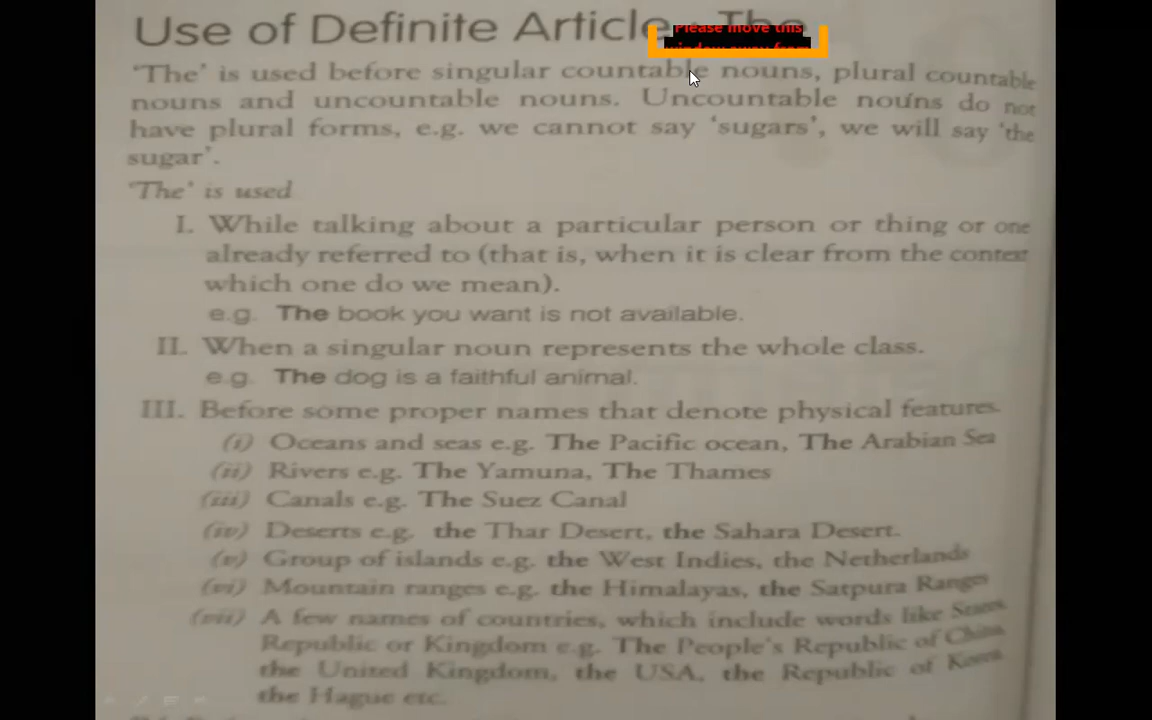 Use of Definite Article : The
Please move this
window away from
'The' is used before singular countable nouns, plural countable
nouns and uncountable nouns. Uncountable nouns do not
have plural forms, e.g. we cannot say 'sugars', we will say 'the
sugar'.
'The' is used
I. While talking about a particular person or thing or one
already referred to (that is, when it is clear from the context
which one do we mean).
e.g. The book you want is not available.
II. When a singular noun represents the whole class.
e.g. The dog is a faithful animal.
III. Before some proper names that denote physical features.
(i) Oceans and seas e.g. The Pacific ocean, The Arabian Sea
(ii) Rivers e.g. The Yamuna, The Thames
(iii) Canals e.g. The Suez Canal
(iv) Deserts e.g. the Thar Desert, the Sahara Desert.
(v) Group of islands e.g. the West Indies, the Netherlands
(vi) Mountain ranges e.g. the Himalayas, the Satpura Ranges
(vii) A few names of countries, which include words like States,
Republic or Kingdom e.g. The People's Republic of China,
the United Kingdom, the USA, the Republic of Korea,
the Hague etc.